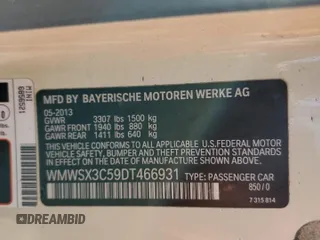 MFD BY BAYERISCHE MOTOREN WERKE AG
05-2013
GVWR 3307 lbs 1500 kg
GAWR FRONT 1940 lbs 880 kg
GAWR REAR 1411 lbs 640 kg
THIS VEHICLE CONFORMS TO ALL APPLICABLE U.S. FEDERAL MOTOR
VEHICLE SAFETY, BUMPER, AND THEFT PREVENTION STANDARDS
IN EFFECT ON THE DATE OF MANUFACTURE SHOWN ABOVE.
WMWSX3C59DT466931 TYPE: PASSENGER CAR
850 / 0
7 315 814
MINI
6858521
© DREAMBID